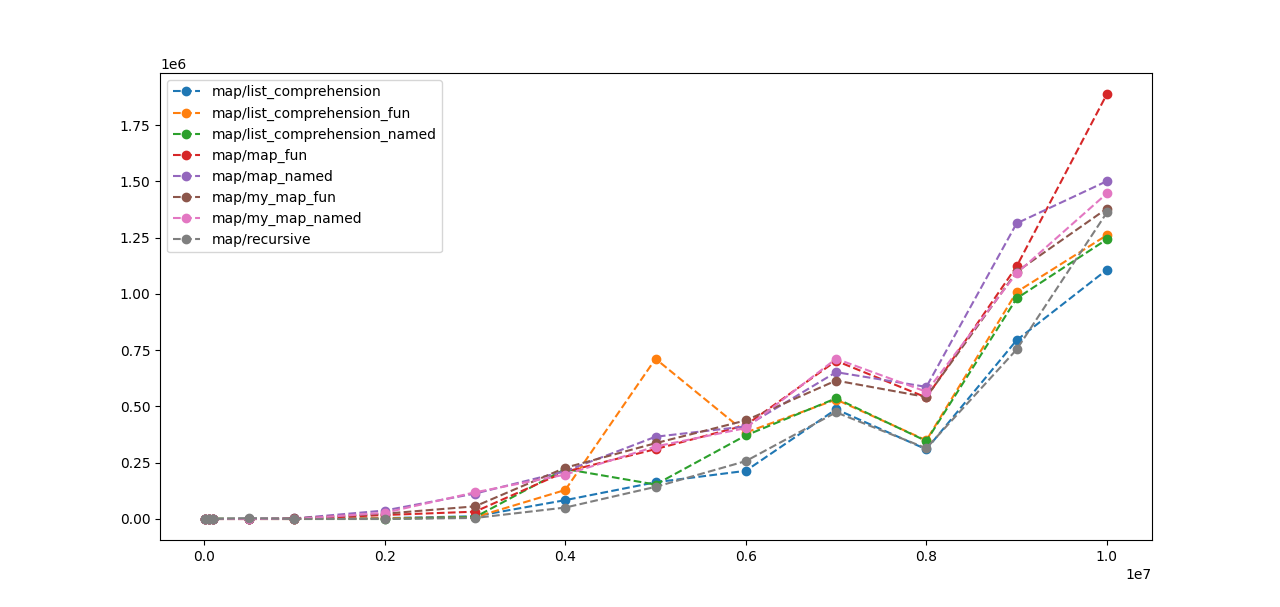 1e6
map/list_comprehension
map/list_comprehension_fun
map/list_comprehension_named
map/map_fun
map/map_named
map/my_map_fun
map/my_map_named
map/recursive
1.75
1.50
1.25
1.00
0.75
0.50
0.25
0.00
0.0 0.2 0.4 0.6 0.8 1.0
1e7